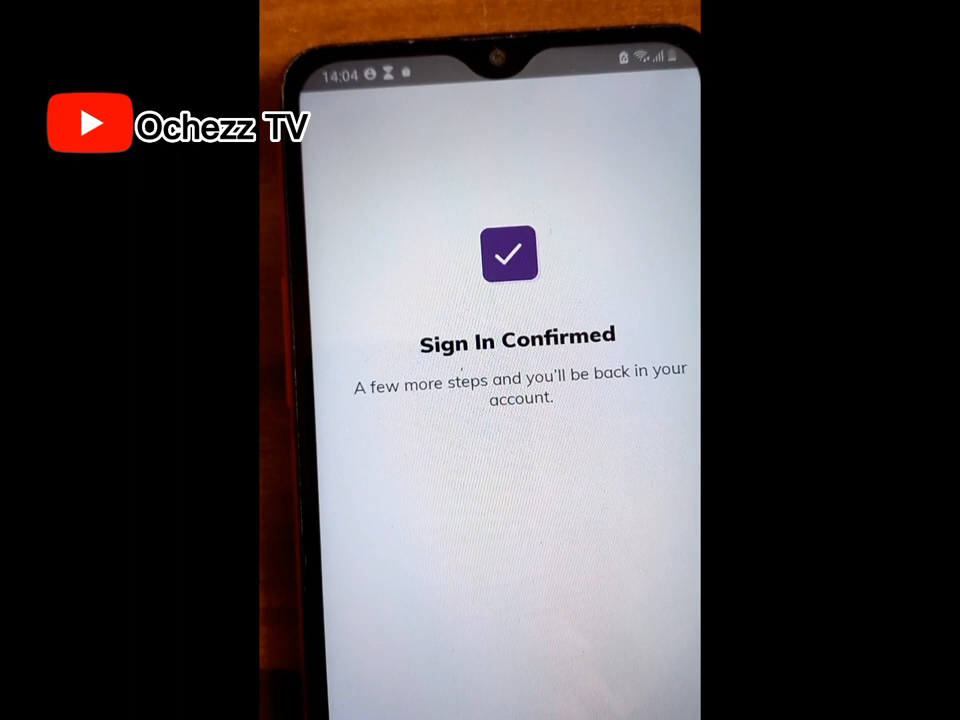 14:04
Ochezz TV
Sign In Confirmed
A few more steps and you'll be back in your
account.